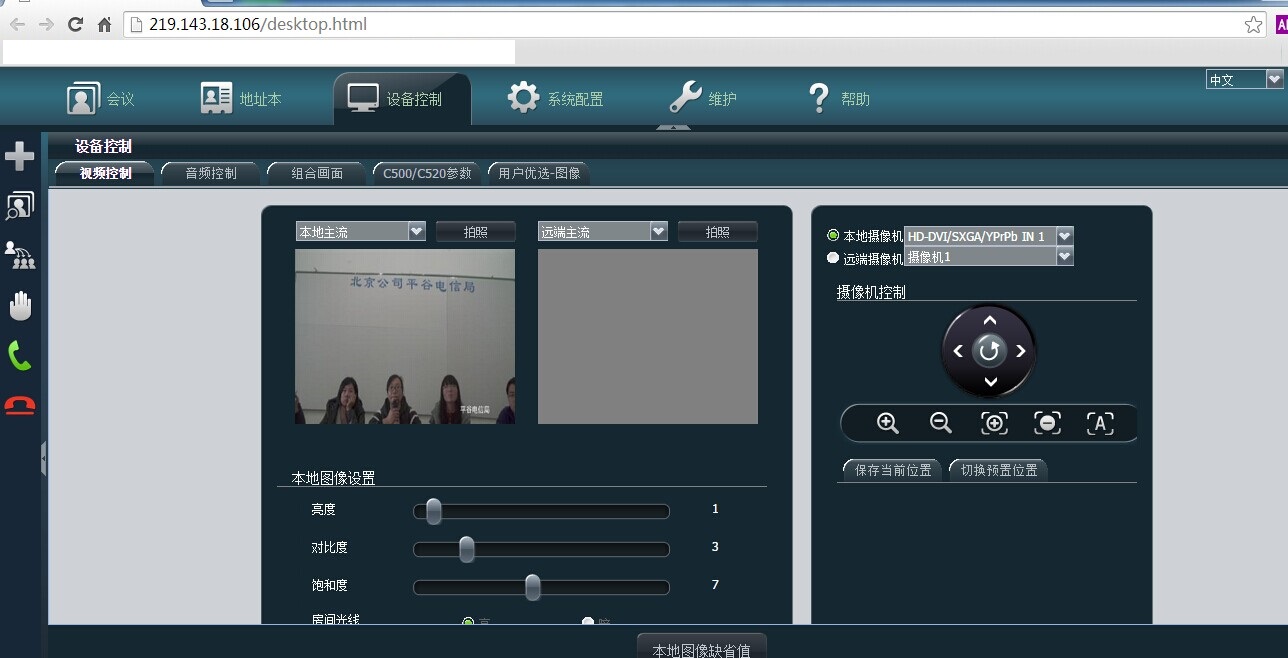 219.143.18.106/desktop.html
会议 地址本 设备控制 系统配置 维护 帮助 中文
设备控制
视频控制 音频控制 组合画面 C500/C520参数 用户优选-图像
本地主流 拍照 远端主流 拍照
北京公司平谷电信局
平谷电信局
本地摄像机 HD-DVI/SXGA/YPrPb IN 1
远端摄像机 摄像机1
摄像机控制
A
保存当前位置 切换预置位置
本地图像设置
亮度 1
对比度 3
饱和度 7
房间光线 亮 暗
本地图像缺省值